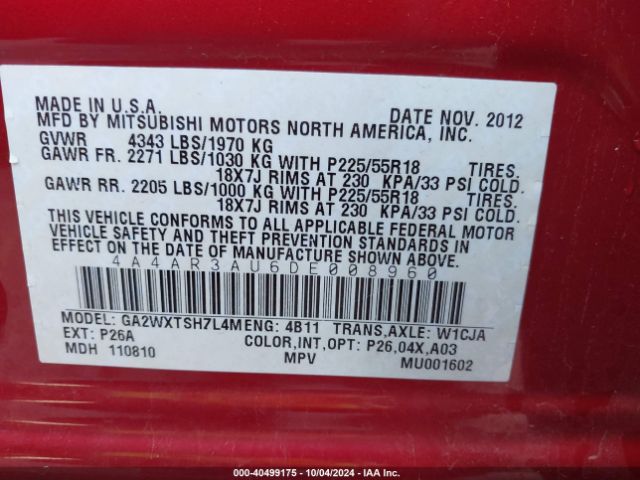 MADE IN U.S.A. DATE NOV. 2012
MFD BY MITSUBISHI MOTORS NORTH AMERICA, INC.
GVWR 4343 LBS/1970 KG
GAWR FR. 2271 LBS/1030 KG WITH P225/55R18 TIRES.
18X7J RIMS AT 230 KPA/33 PSI COLD.
GAWR RR. 2205 LBS/1000 KG WITH P225/55R18 TIRES.
18X7J RIMS AT 230 KPA/33 PSI COLD.
THIS VEHICLE CONFORMS TO ALL APPLICABLE FEDERAL MOTOR
VEHICLE SAFETY AND THEFT PREVENTION STANDARDS IN
EFFECT ON THE DATE OF MANUFACTURE SHOWN ABOVE.
4A4AR3AU6DE008960
MODEL: GA2WXTSH7L4M ENG: 4B11 TRANS,AXLE: W1CJA
EXT: P26A COLOR,INT,OPT: P26,04X,A03
MDH 110810 MPV MU001602
000-40499175 - 10/04/2024 - IAA Inc.